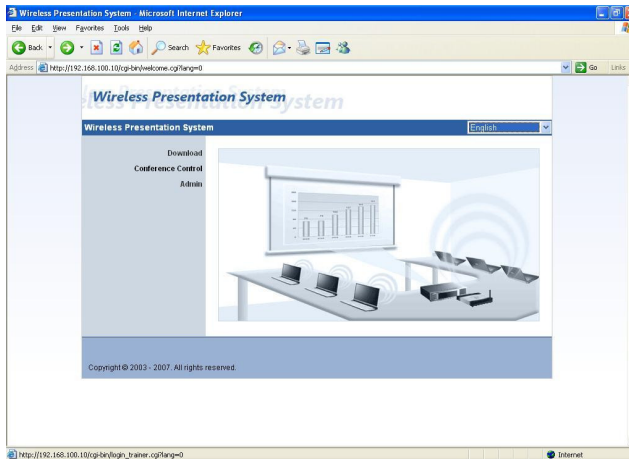 Wireless Presentation System - Microsoft Internet Explorer
File Edit View Favorites Tools Help
Back Search Favorites
Address http://192.168.100.10/cgi-bin/welcome.cgi?lang=0 Go Links
Wireless Presentation System
Wireless Presentation System English
Download
Conference Control
Admin
Copyright © 2003 - 2007. All rights reserved.
http://192.168.100.10/cgi-bin/login_trainer.cgi?lang=0 Internet